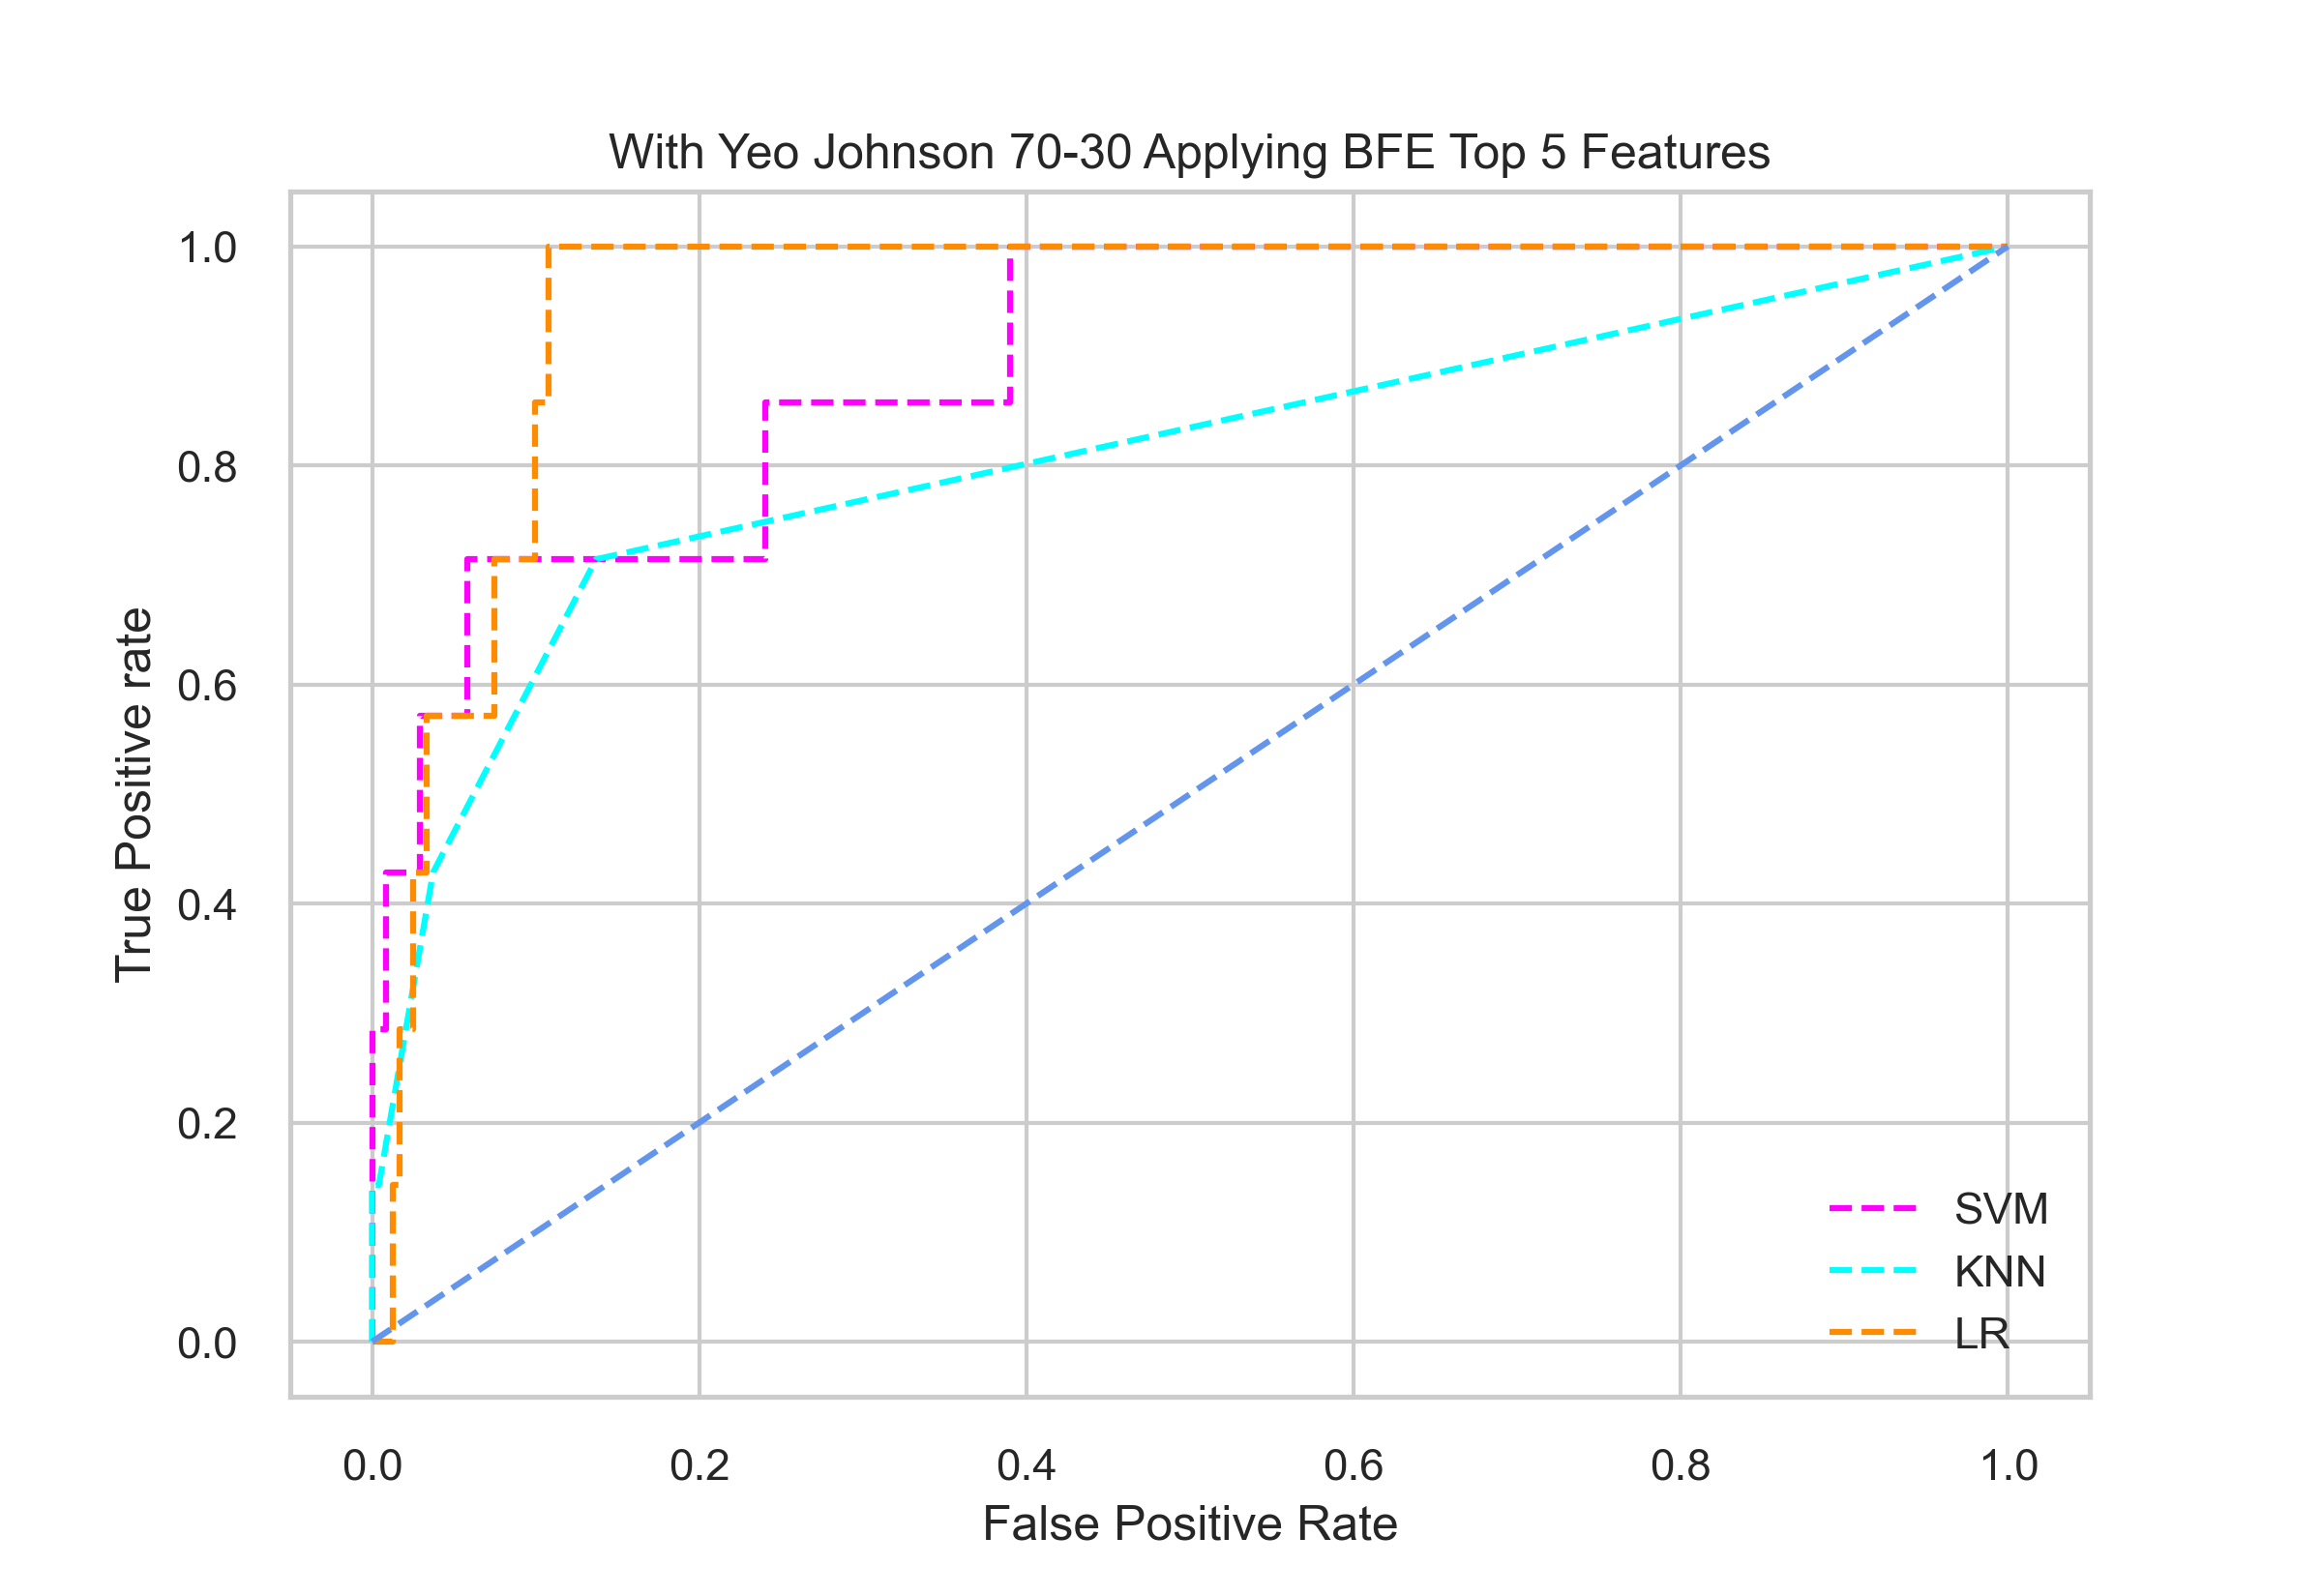 With Yeo Johnson 70-30 Applying BFE Top 5 Features
1.0
0.8
0.6
0.4
0.2
0.0
True Positive rate
SVM
KNN
LR
0.0 0.2 0.4 0.6 0.8 1.0
False Positive Rate